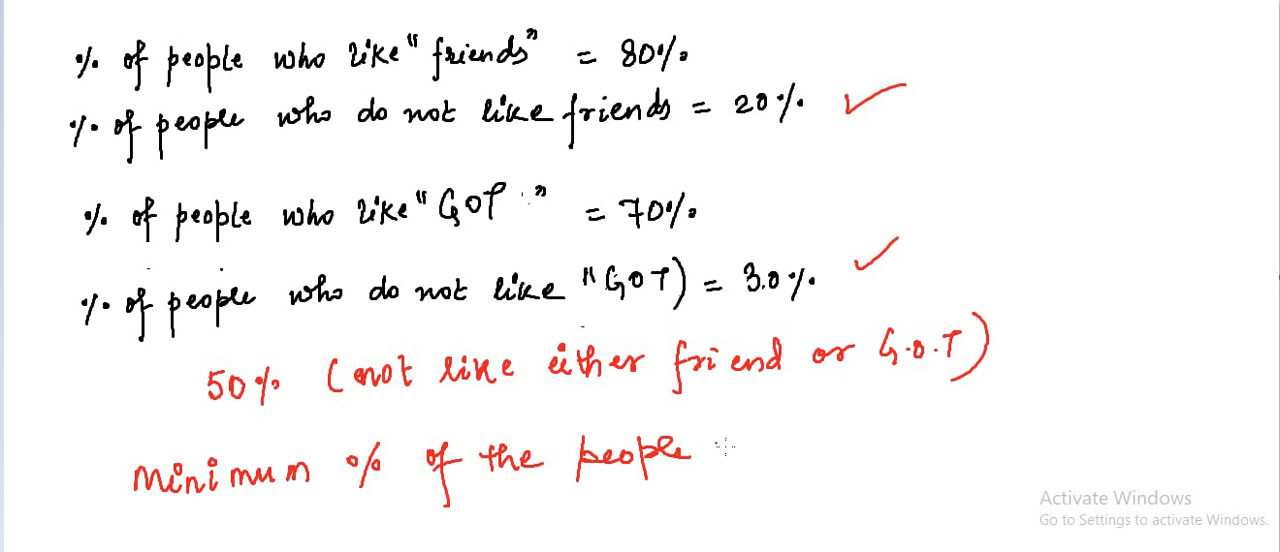 % of people who like "friends" = 80%
% of people who do not like friends = 20%
% of people who like "GOT" = 70%
% of people who do not like "GOT) = 30%
50% (not like either friend or G.O.T)
Minimum % of the people
Activate Windows
Go to Settings to activate Windows.